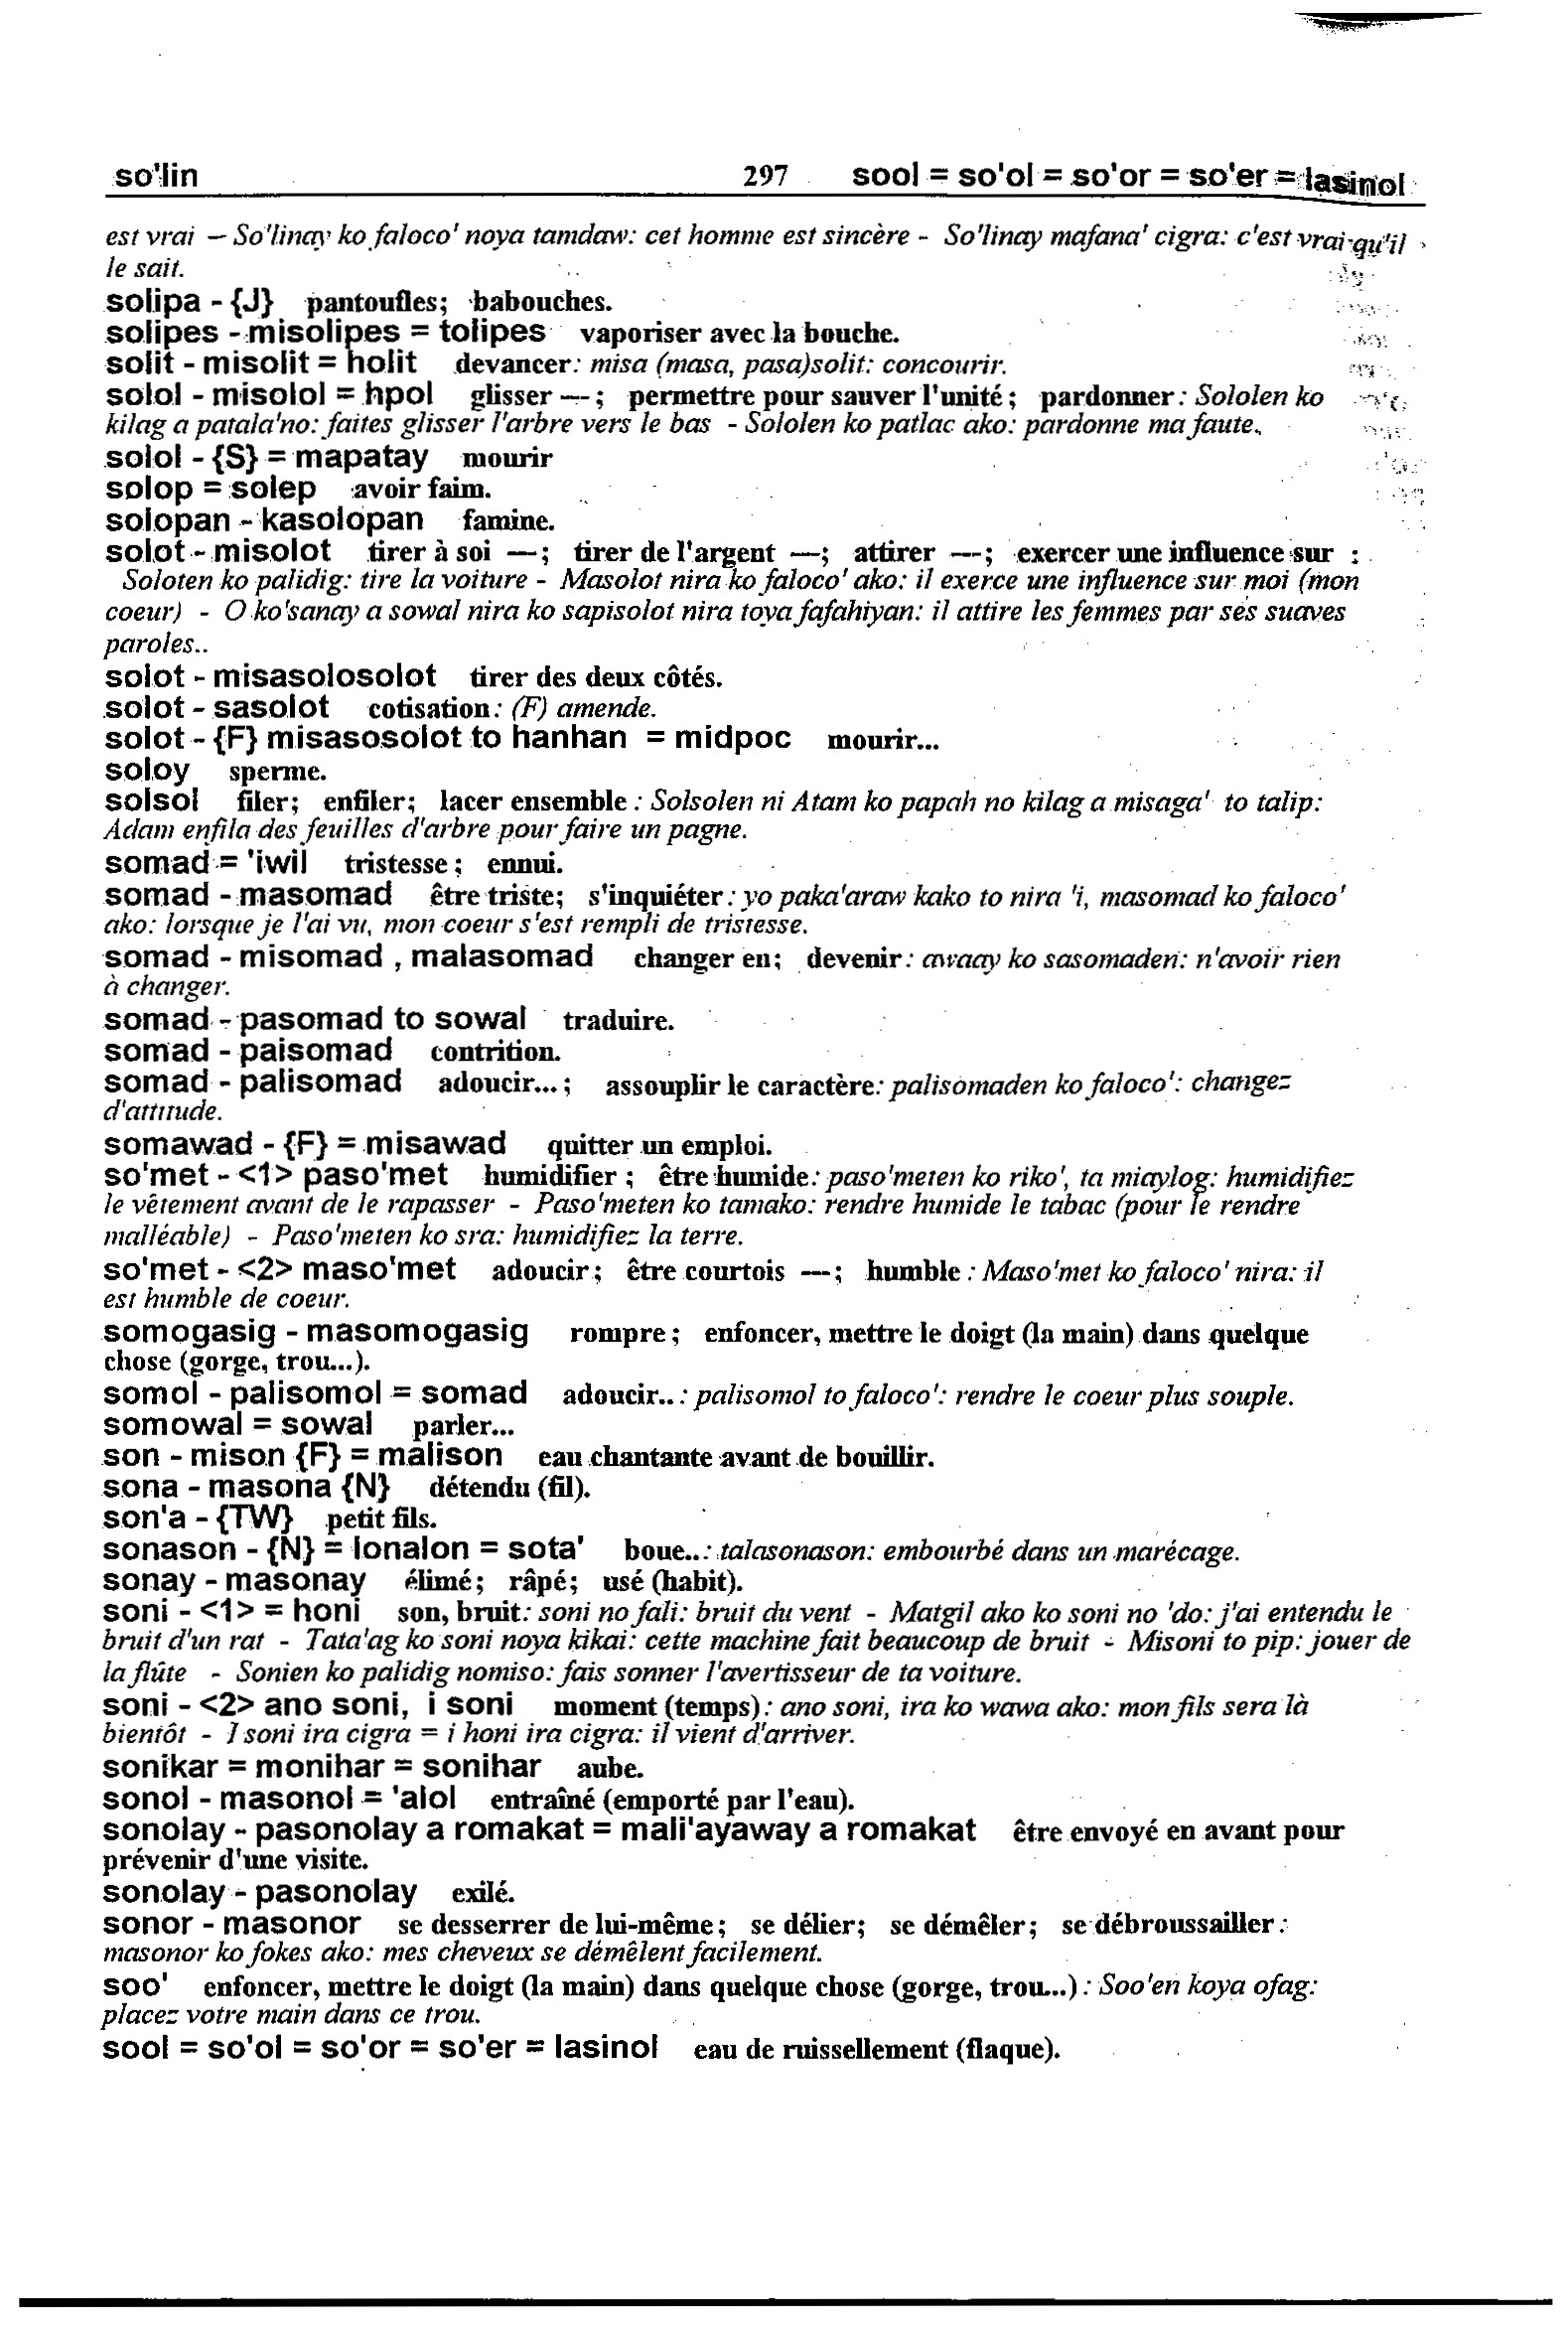 so'lin 297 sool = so'ol = so'or = so'er = lasinol
est vrai – So'linay ko faloco' noya tamdaw: cet homme est sincère - So'linay mafana' cigra: c'est vrai qu'il
le sait.
solipa - {J} pantoufles; babouches.
solipes - misolipes = tolipes vaporiser avec la bouche.
solit - misolit = holit devancer: misa (masa, pasa)solit: concourir.
solol - misolol = hpol glisser — ; permettre pour sauver l'unité ; pardonner : Sololen ko
kilag a patala'no: faites glisser l'arbre vers le bas - Sololen ko patlac ako: pardonne ma faute.
solol - {S} = mapatay mourir
solop = solep avoir faim.
solopan - kasolopan famine.
solot - misolot tirer à soi —; tirer de l'argent —; attirer —; exercer une influence sur :
Soloten ko palidig: tire la voiture - Masolot nira ko faloco' ako: il exerce une influence sur moi (mon
coeur) - O ko'sanay a sowal nira ko sapisolot nira toya fafahiyan: il attire les femmes par ses suaves
paroles..
solot - misasolosolot tirer des deux côtés.
solot - sasolot cotisation: (F) amende.
solot - {F} misasosolot to hanhan = midpoc mourir...
soloy sperme.
solsol filer; enfiler; lacer ensemble : Solsolen ni Atam ko papah no kilag a misaga' to talip:
Adam enfila des feuilles d'arbre pour faire un pagne.
somad = 'iwil tristesse ; ennui.
somad - masomad être triste; s'inquiéter : yo paka'araw kako to nira 'i, masomad ko faloco'
ako: lorsque je l'ai vu, mon coeur s'est rempli de tristesse.
somad - misomad , malasomad changer en; devenir: awaay ko sasomaden: n'avoir rien
à changer.
somad - pasomad to sowal traduire.
somad - paisomad contrition.
somad - palisomad adoucir... ; assouplir le caractère: palisomaden ko faloco': changez
d'attitude.
somawad - {F} = misawad quitter un emploi.
so'met - <1> paso'met humidifier ; être humide: paso'meten ko riko', ta miaylog: humidifiez
le vêtement avant de le rapasser - Paso'meten ko tamako: rendre humide le tabac (pour le rendre
malléable) - Paso'meten ko sra: humidifiez la terre.
so'met - <2> maso'met adoucir; être courtois —; humble : Maso'met ko faloco' nira: il
est humble de coeur.
somogasig - masomogasig rompre ; enfoncer, mettre le doigt (la main) dans quelque
chose (gorge, trou...).
somol - palisomol = somad adoucir.. : palisomol to faloco': rendre le coeur plus souple.
somowal = sowal parler...
son - mison {F} = malison eau chantante avant de bouillir.
sona - masona {N} détendu (fil).
son'a - {TW} petit fils.
sonason - {N} = lonalon = sota' boue..: talasonason: embourbé dans un marécage.
sonay - masonay élimé; râpé; usé (habit).
soni - <1> = honi son, bruit: soni no fali: bruit du vent - Matgil ako ko soni no 'do: j'ai entendu le
bruit d'un rat - Tata'ag ko soni noya kikai: cette machine fait beaucoup de bruit - Misoni to pip: jouer de
la flûte - Sonien ko palidig nomiso: fais sonner l'avertisseur de ta voiture.
soni - <2> ano soni, i soni moment (temps) : ano soni, ira ko wawa ako: mon fils sera là
bientôt - I soni ira cigra = i honi ira cigra: il vient d'arriver.
sonikar = monihar = sonihar aube.
sonol - masonol = 'alol entraîné (emporté par l'eau).
sonolay - pasonolay a romakat = mali'ayaway a romakat être envoyé en avant pour
prévenir d'une visite.
sonolay - pasonolay exilé.
sonor - masonor se desserrer de lui-même; se délier; se démêler; se débroussailler :
masonor ko fokes ako: mes cheveux se démêlent facilement.
soo' enfoncer, mettre le doigt (la main) dans quelque chose (gorge, trou...) : Soo'en koya ofag:
placez votre main dans ce trou.
sool = so'ol = so'or = so'er = lasinol eau de ruissellement (flaque).